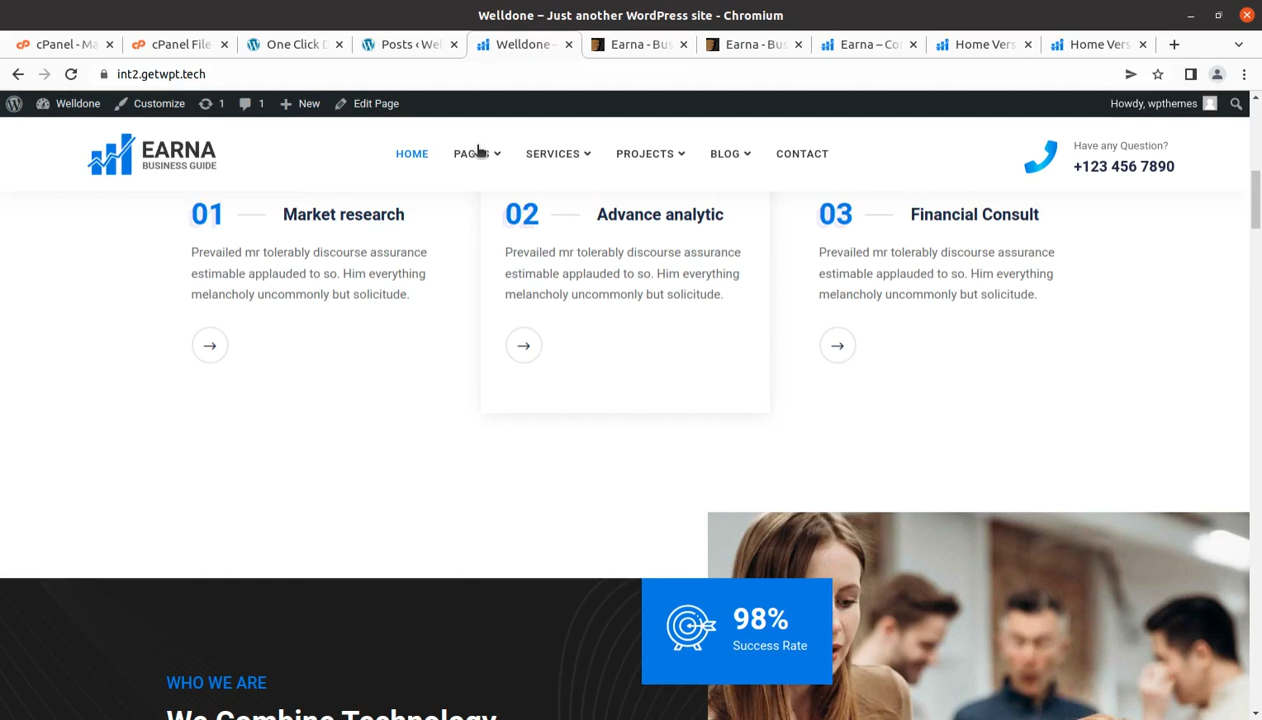 Welldone – Just another WordPress site - Chromium
cPanel - Ma
cPanel File
One Click D
Posts ‹ Wel
Welldone –
Earna - Bus
Earna - Bus
Earna – Co
Home Vers
Home Vers
int2.getwpt.tech
Welldone
Customize
1
1
New
Edit Page
Howdy, wpthemes
EARNA
BUSINESS GUIDE
HOME
PAGES
SERVICES
PROJECTS
BLOG
CONTACT
Have any Question?
+123 456 7890
01
Market research
Prevailed mr tolerably discourse assurance
estimable applauded to so. Him everything
melancholy uncommonly but solicitude.
02
Advance analytic
Prevailed mr tolerably discourse assurance
estimable applauded to so. Him everything
melancholy uncommonly but solicitude.
03
Financial Consult
Prevailed mr tolerably discourse assurance
estimable applauded to so. Him everything
melancholy uncommonly but solicitude.
98%
Success Rate
WHO WE ARE
We Combine Technology